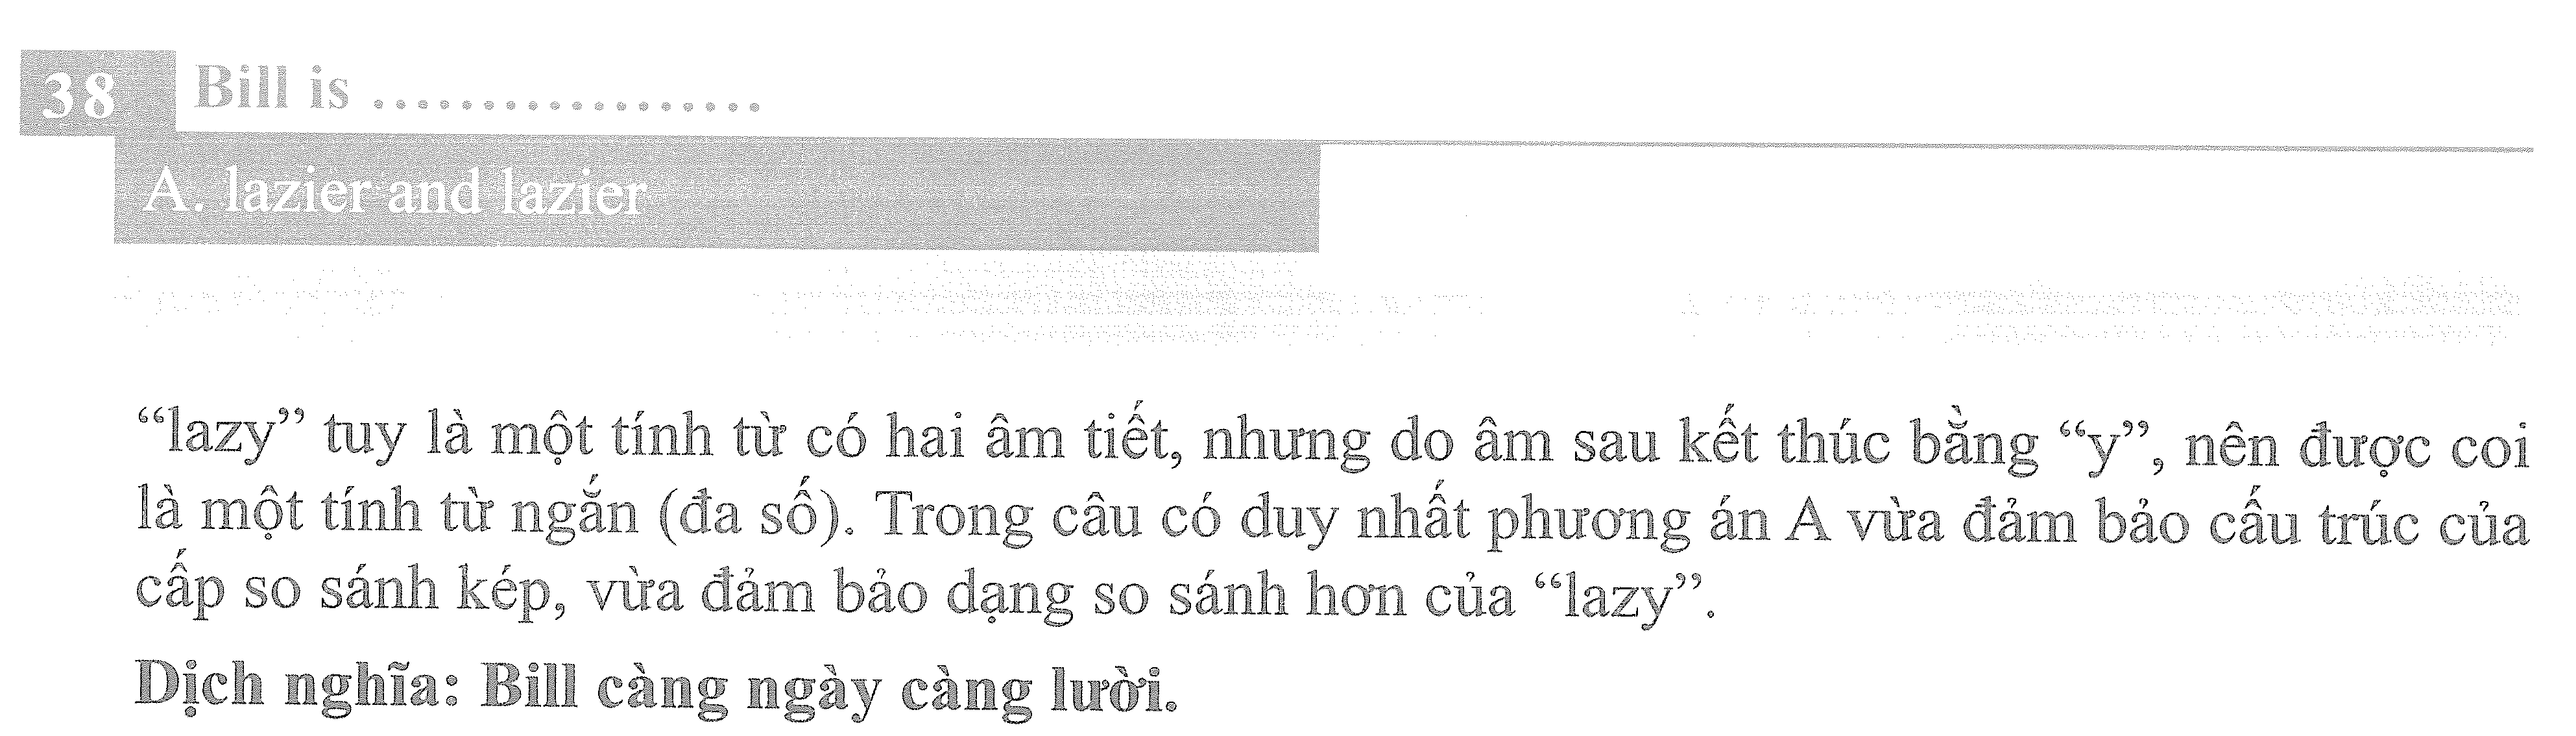 38 Bill is ..................
A. lazier and lazier
“lazy” tuy là một tính từ có hai âm tiết, nhưng do âm sau kết thúc bằng “y”, nên được coi
là một tính từ ngắn (đa số). Trong câu có duy nhất phương án A vừa đảm bảo cấu trúc của
cấp so sánh kép, vừa đảm bảo dạng so sánh hơn của “lazy”.
Dịch nghĩa: Bill càng ngày càng lười.